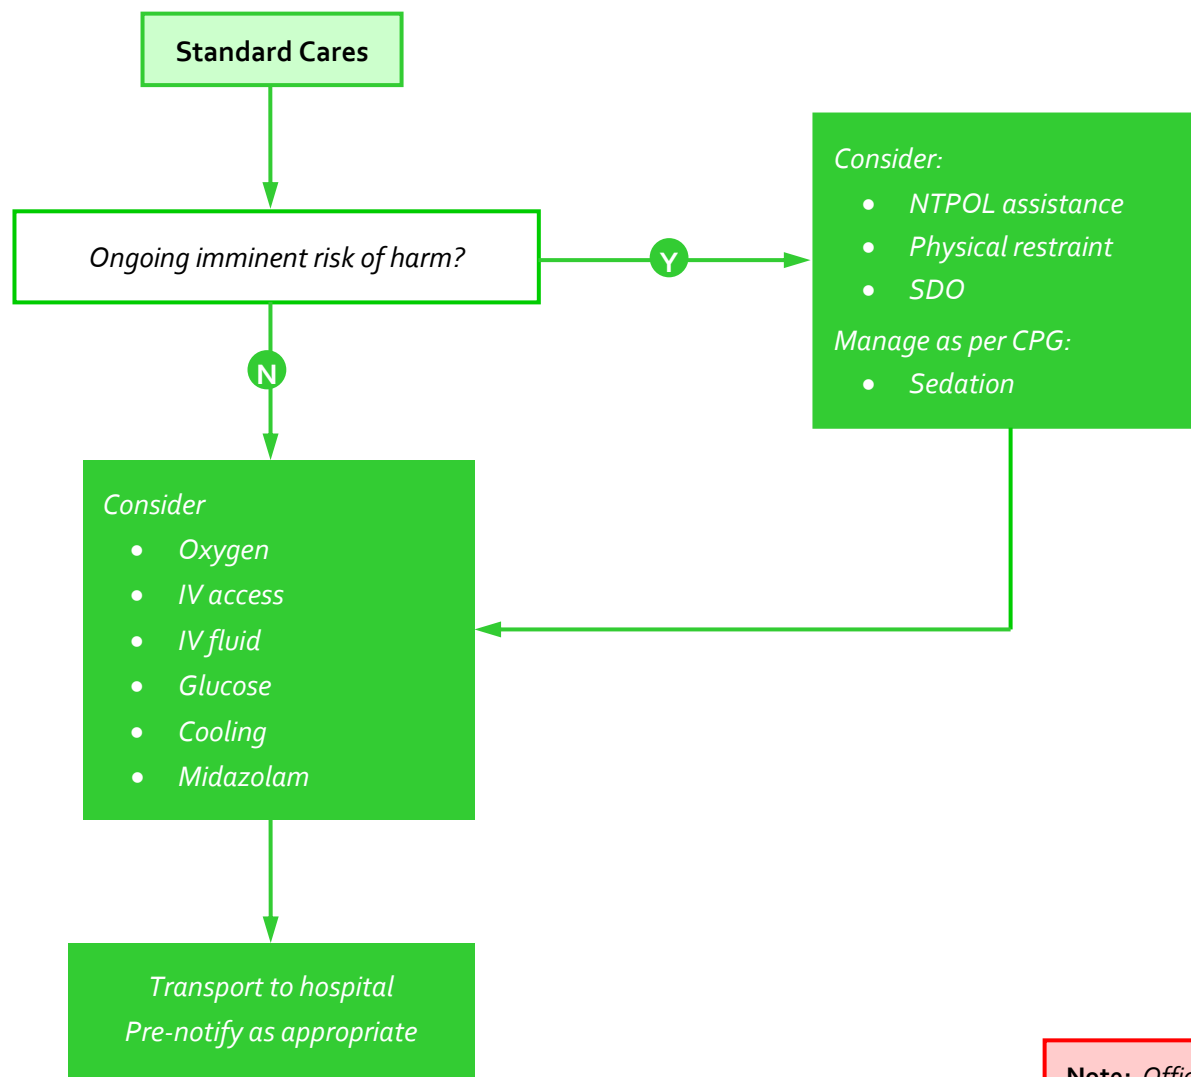 Standard Cares
Ongoing imminent risk of harm?
Y
Consider:
• NTPOL assistance
• Physical restraint
• SDO
Manage as per CPG:
• Sedation
N
Consider
• Oxygen
• IV access
• IV fluid
• Glucose
• Cooling
• Midazolam
Transport to hospital
Pre-notify as appropriate
Note: